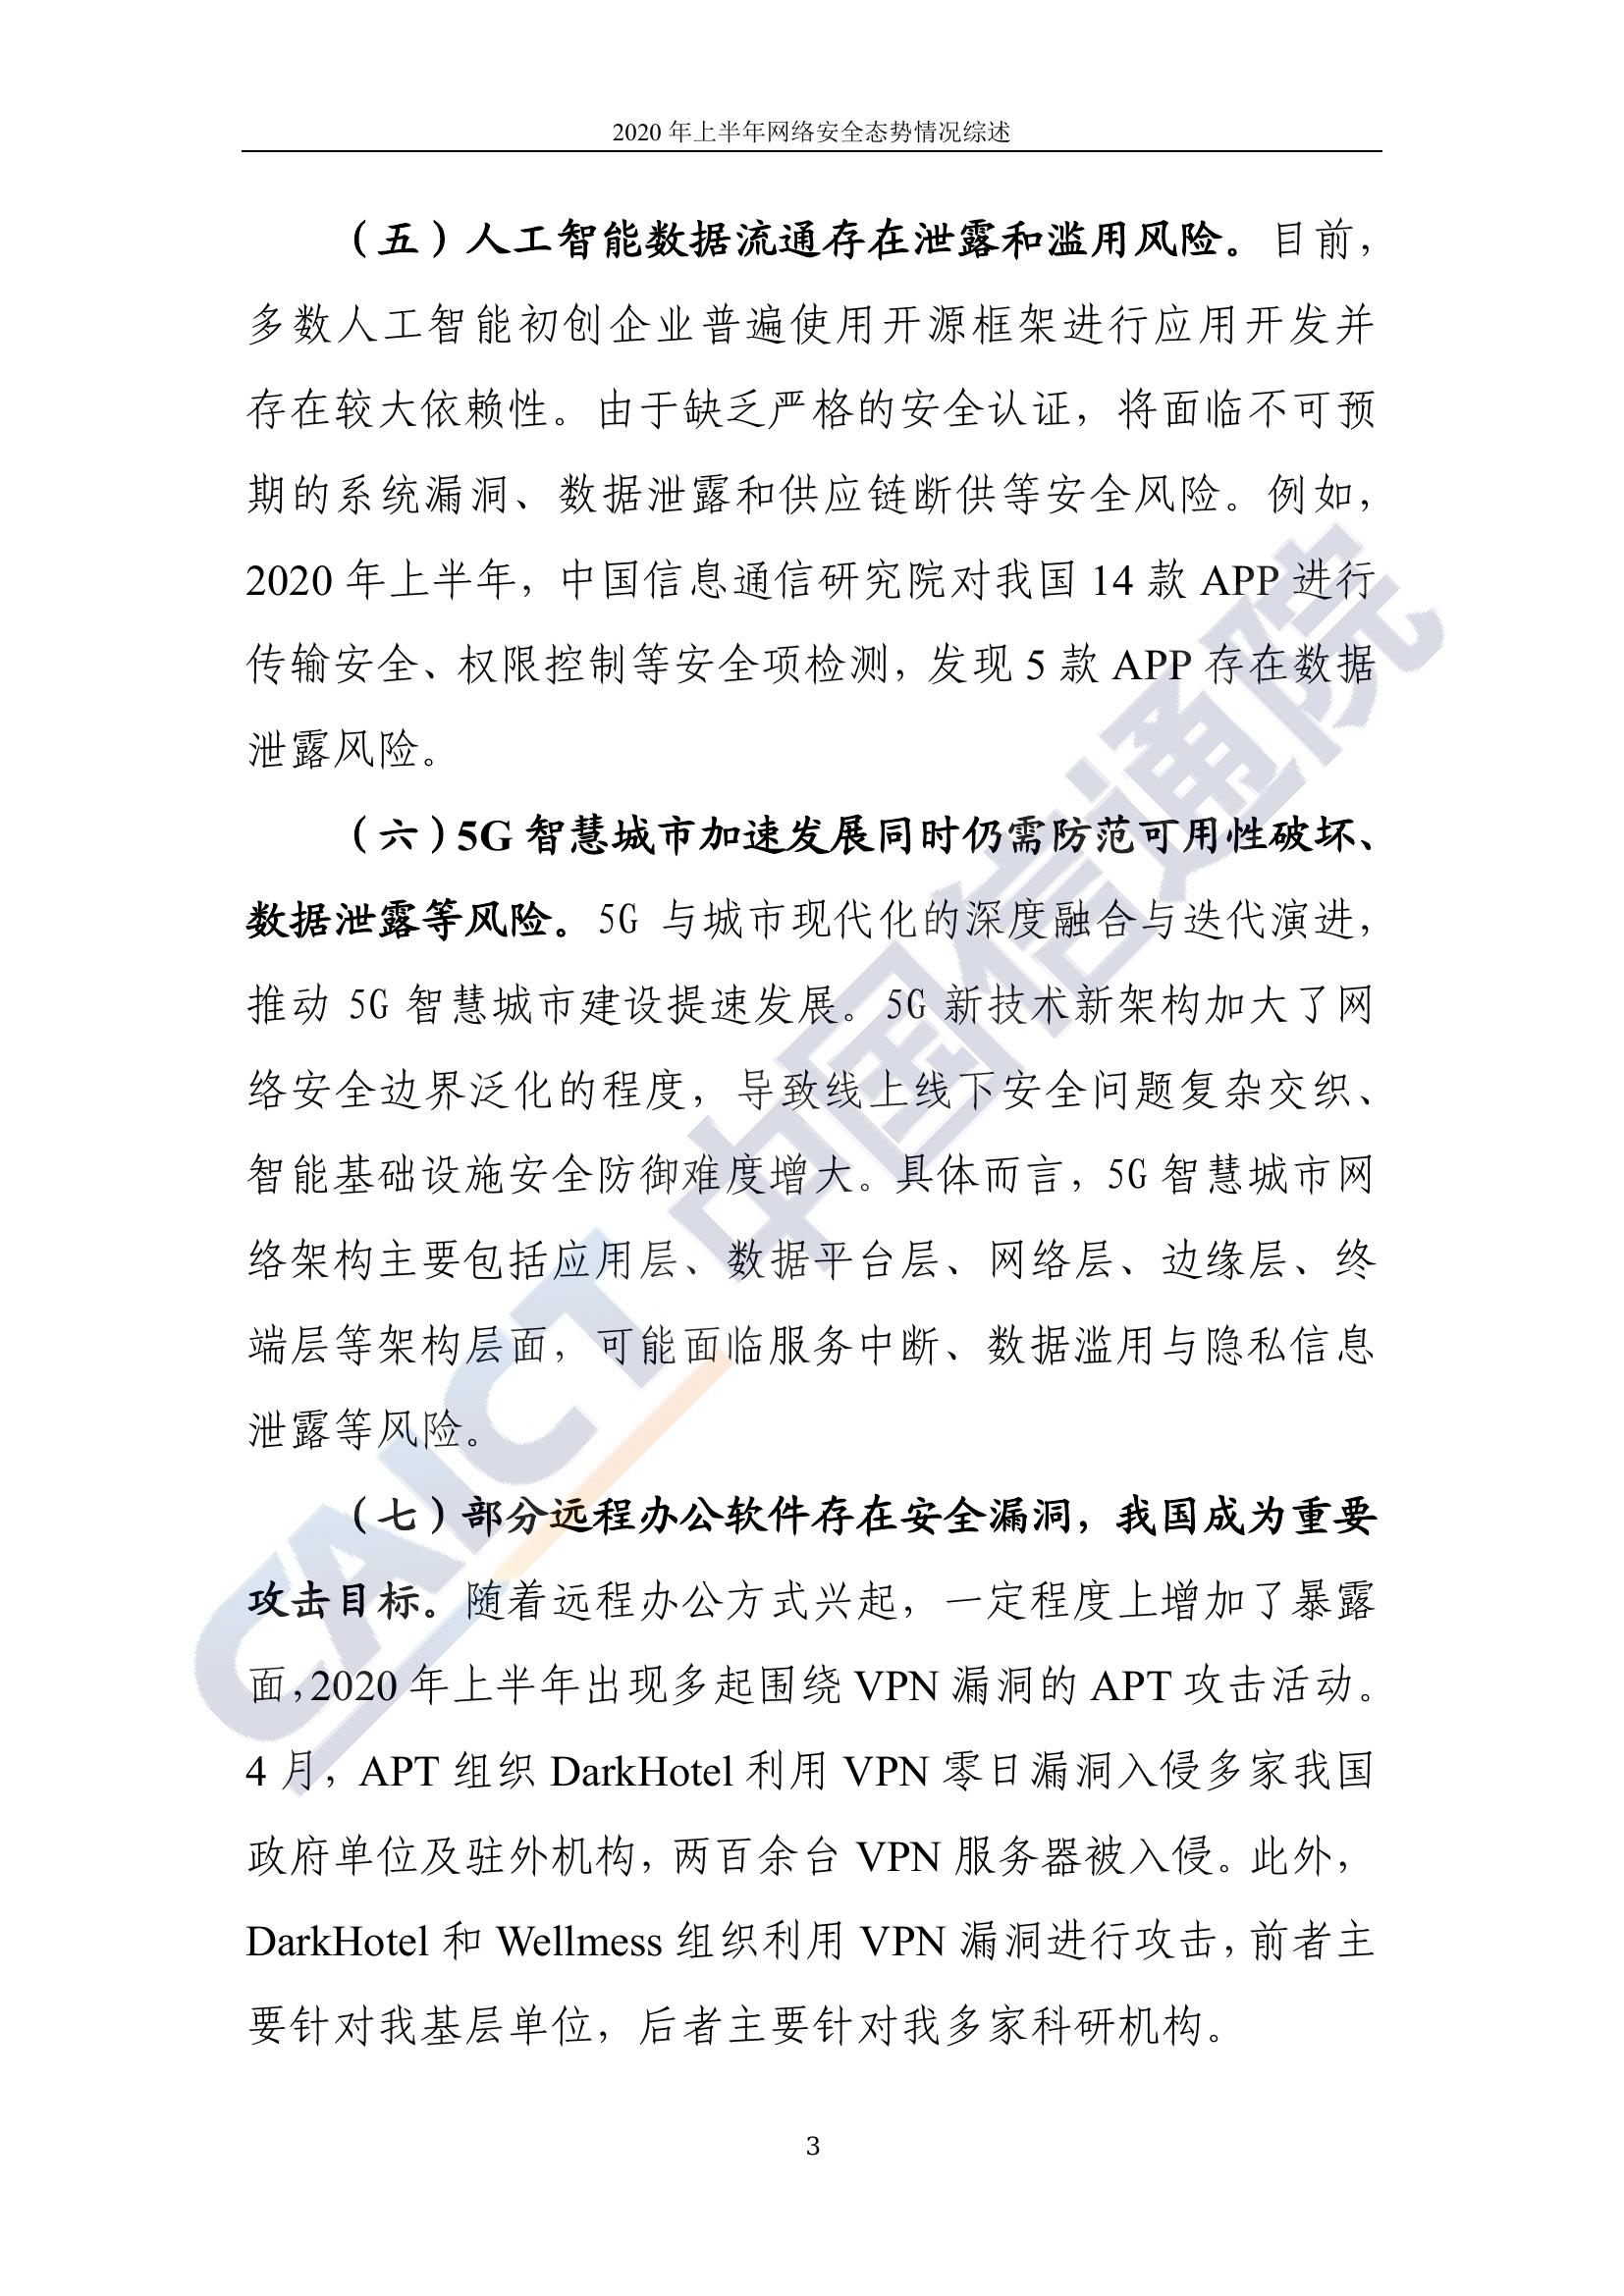 2020 年上半年网络安全态势情况综述
（五）人工智能数据流通存在泄露和滥用风险。目前，
多数人工智能初创企业普遍使用开源框架进行应用开发并
存在较大依赖性。由于缺乏严格的安全认证，将面临不可预
期的系统漏洞、数据泄露和供应链断供等安全风险。例如，
2020 年上半年，中国信息通信研究院对我国 14 款 APP 进行
传输安全、权限控制等安全项检测，发现 5 款 APP 存在数据
泄露风险。
（六）5G 智慧城市加速发展同时仍需防范可用性破坏、
数据泄露等风险。5G 与城市现代化的深度融合与迭代演进，
推动 5G 智慧城市建设提速发展。5G 新技术新架构加大了网
络安全边界泛化的程度，导致线上线下安全问题复杂交织、
智能基础设施安全防御难度增大。具体而言，5G 智慧城市网
络架构主要包括应用层、数据平台层、网络层、边缘层、终
端层等架构层面，可能面临服务中断、数据滥用与隐私信息
泄露等风险。
（七）部分远程办公软件存在安全漏洞，我国成为重要
攻击目标。随着远程办公方式兴起，一定程度上增加了暴露
面，2020 年上半年出现多起围绕 VPN 漏洞的 APT 攻击活动。
4 月，APT 组织 DarkHotel 利用 VPN 零日漏洞入侵多家我国
政府单位及驻外机构，两百余台 VPN 服务器被入侵。此外，
DarkHotel 和 Wellmess 组织利用 VPN 漏洞进行攻击，前者主
要针对我基层单位，后者主要针对我多家科研机构。
3
CAICT 中国信通院